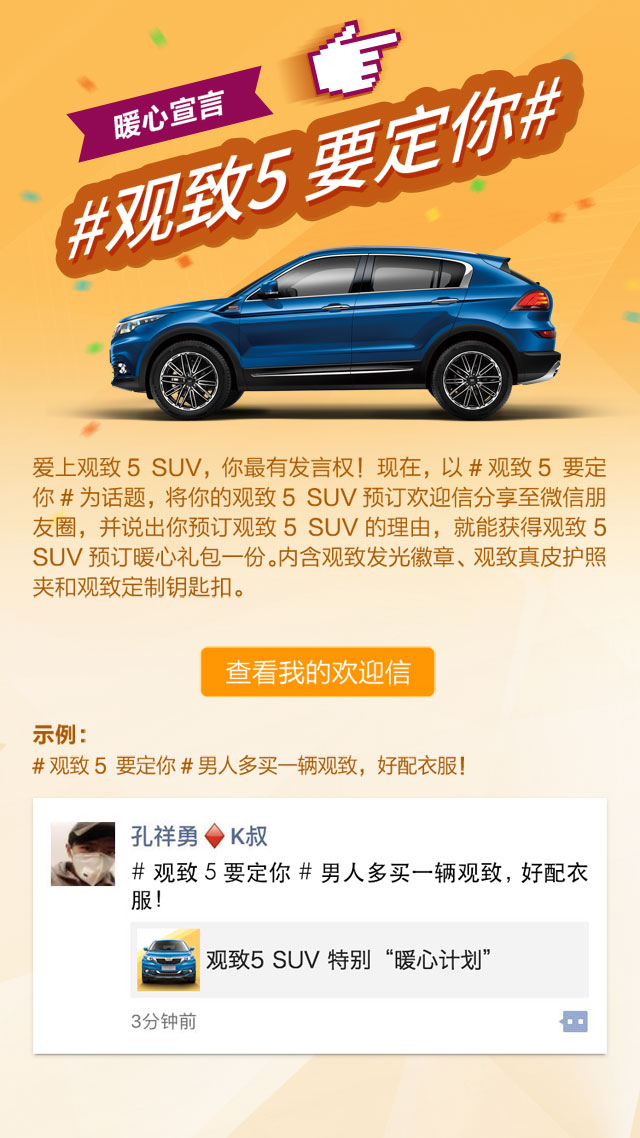 暖心宣言
#观致5 要定你#
爱上观致 5 SUV，你最有发言权！现在，以 # 观致 5 要定
你 # 为话题，将你的观致 5 SUV 预订欢迎信分享至微信朋
友圈，并说出你预订观致 5 SUV 的理由，就能获得观致 5
SUV 预订暖心礼包一份。内含观致发光徽章、观致真皮护照
夹和观致定制钥匙扣。
查看我的欢迎信
示例：
# 观致 5 要定你 # 男人多买一辆观致，好配衣服！
孔祥勇♦K叔
# 观致 5 要定你 # 男人多买一辆观致，好配衣
服！
观致5 SUV 特别“暖心计划”
3分钟前